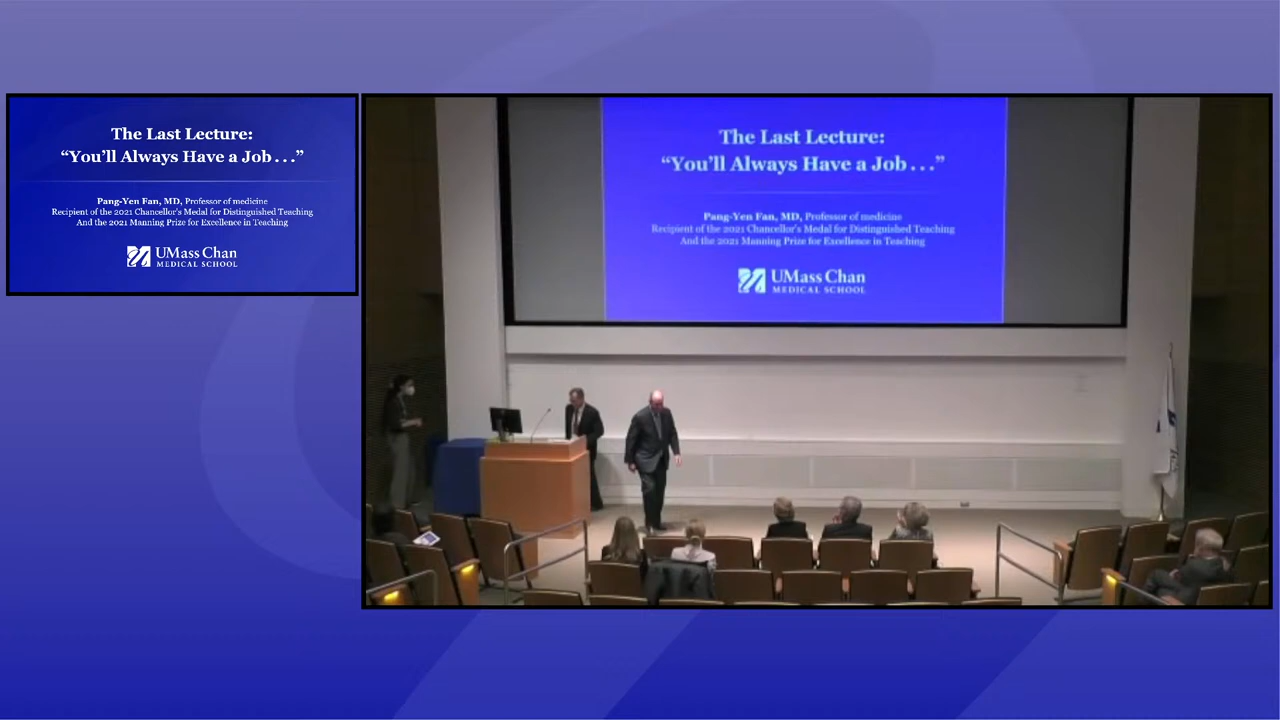 The Last Lecture:
“You’ll Always Have a Job . . .”
Pang-Yen Fan, MD, Professor of medicine
Recipient of the 2021 Chancellor’s Medal for Distinguished Teaching
And the 2021 Manning Prize for Excellence in Teaching
UMass Chan
MEDICAL SCHOOL
The Last Lecture:
“You’ll Always Have a Job . . .”
Pang-Yen Fan, MD, Professor of medicine
Recipient of the 2021 Chancellor’s Medal for Distinguished Teaching
And the 2021 Manning Prize for Excellence in Teaching
UMass Chan
MEDICAL SCHOOL